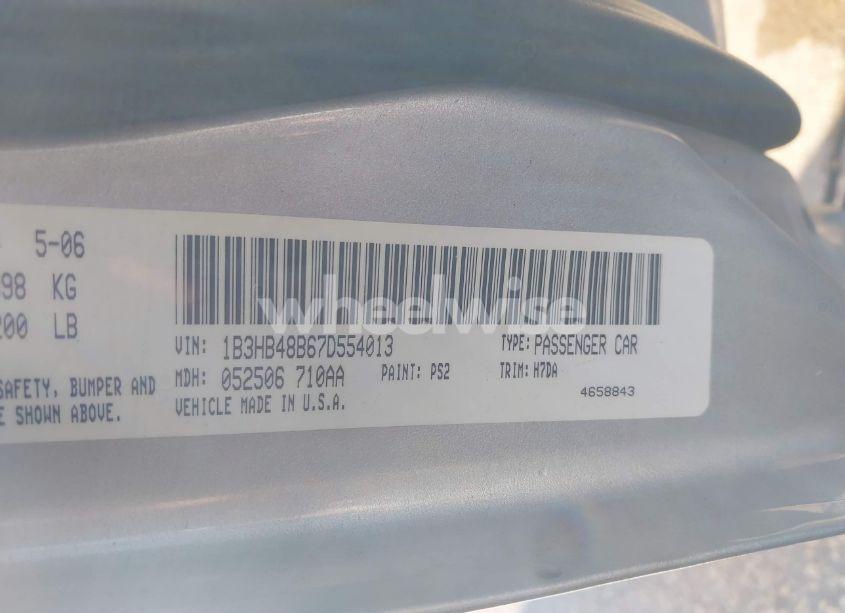 5-06
98 KG
200 LB
SAFETY, BUMPER AND
E SHOWN ABOVE.
wheelwise
VIN: 1B3HB48B67D554013
TYPE: PASSENGER CAR
MDH: 052506 710AA
PAINT: PS2
TRIM: H7DA
VEHICLE MADE IN U.S.A.
4658843